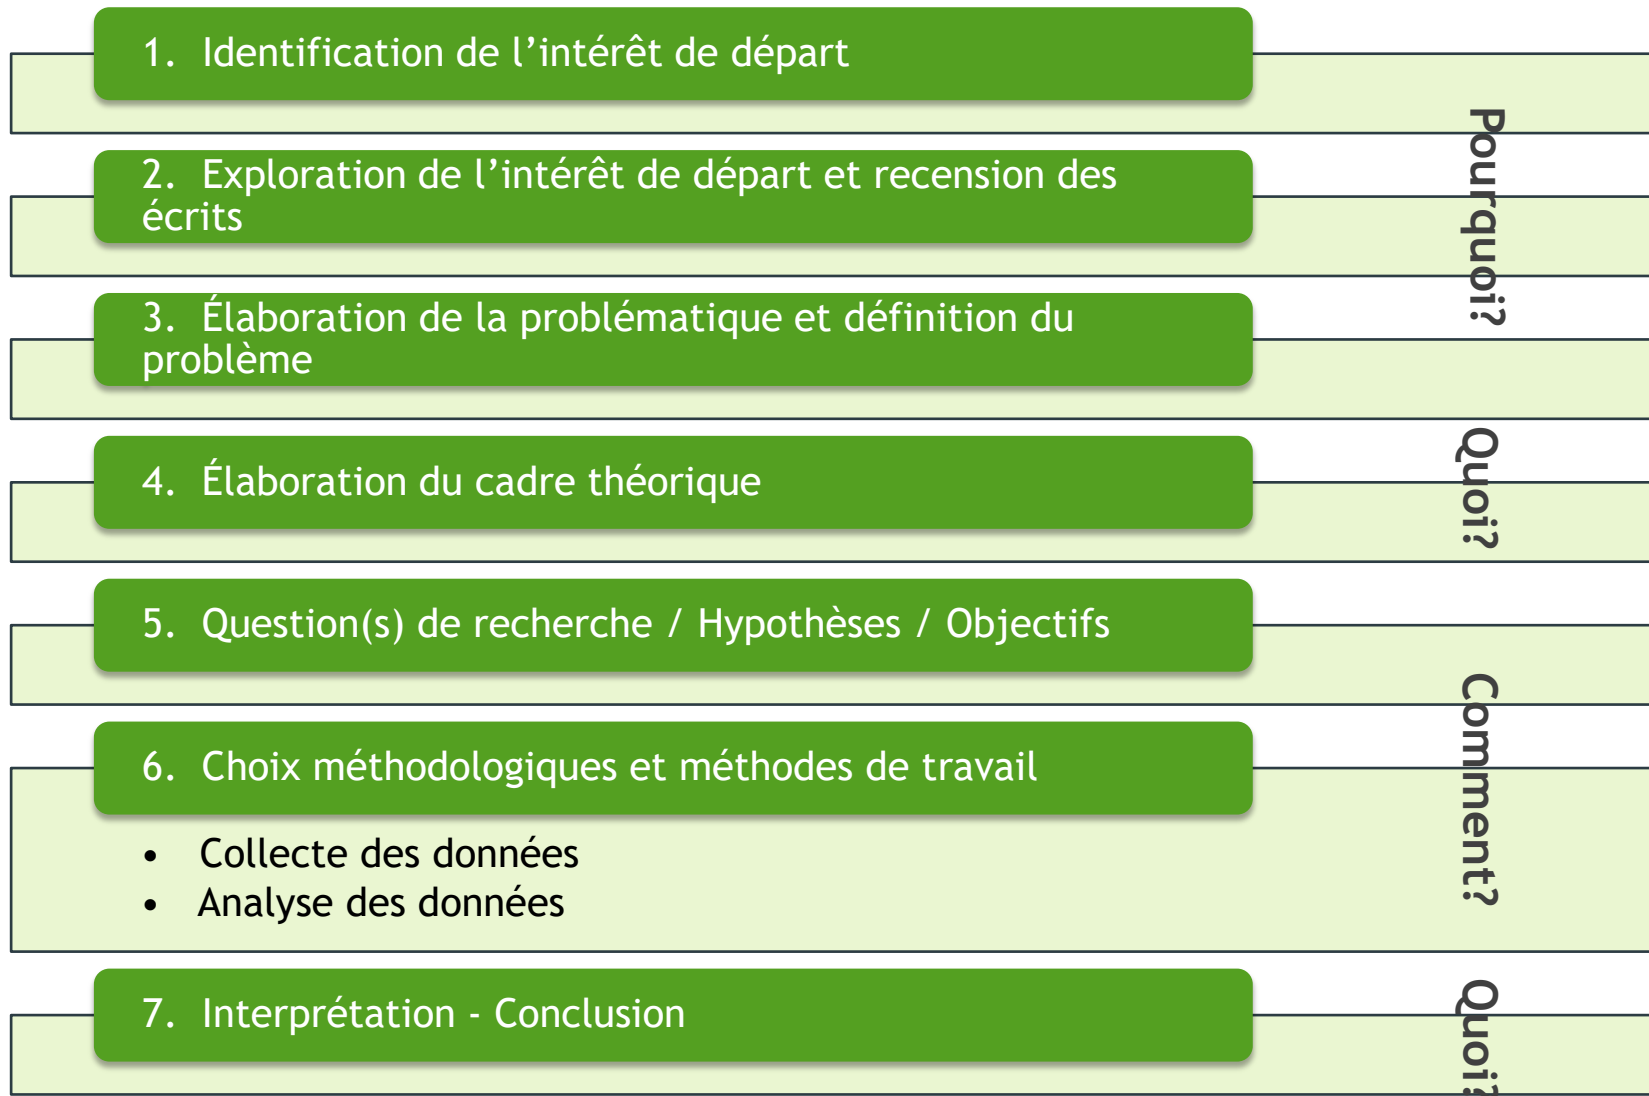 1. Identification de l’intérêt de départ
Pourquoi?
2. Exploration de l’intérêt de départ et recension des
écrits
3. Élaboration de la problématique et définition du
problème
4. Élaboration du cadre théorique
Quoi?
5. Question(s) de recherche / Hypothèses / Objectifs
6. Choix méthodologiques et méthodes de travail
Comment?
• Collecte des données
• Analyse des données
7. Interprétation - Conclusion
Quoi?